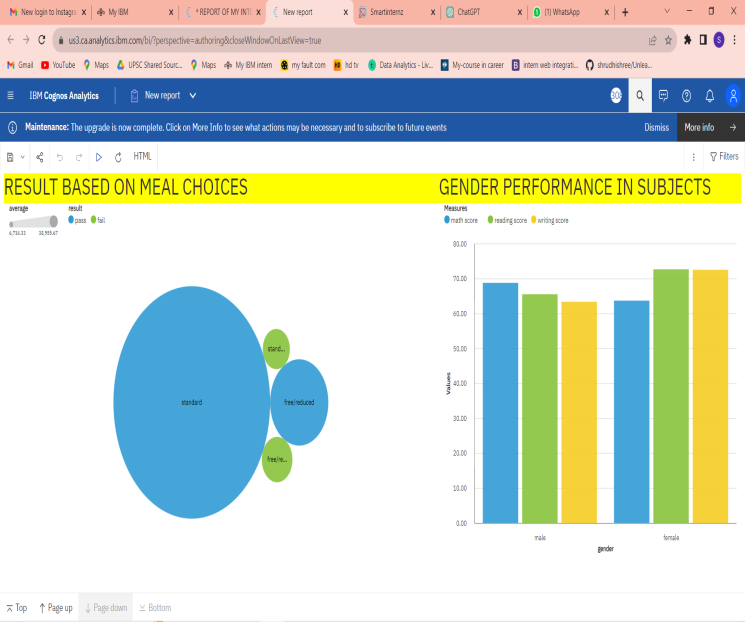 New login to Instagra
My IBM
* REPORT OF MY INTE
New report
Smartinternz
ChatGPT
(1) WhatsApp
us3.ca.analytics.ibm.com/bi/?perspective=authoring&closeWindowOnLastView=true
S
Gmail
YouTube
Maps
UPSC Shared Sourc...
Maps
My IBM intern
my fault com
hd tv
Data Analytics - Liv...
My-course in career
intern web integrati...
shrudhishree/Unlea...
IBM Cognos Analytics
New report
Maintenance: The upgrade is now complete. Click on More Info to see what actions may be necessary and to subscribe to future events
Dismiss
More info
HTML
Filters
RESULT BASED ON MEAL CHOICES
GENDER PERFORMANCE IN SUBJECTS
average
result
pass
fail
Measures
math score
reading score
writing score
80.00
70.00
60.00
50.00
40.00
30.00
20.00
10.00
0.00
Values
standard
stand...
free/reduced
free/re...
male
female
gender
Top
Page up
Page down
Bottom